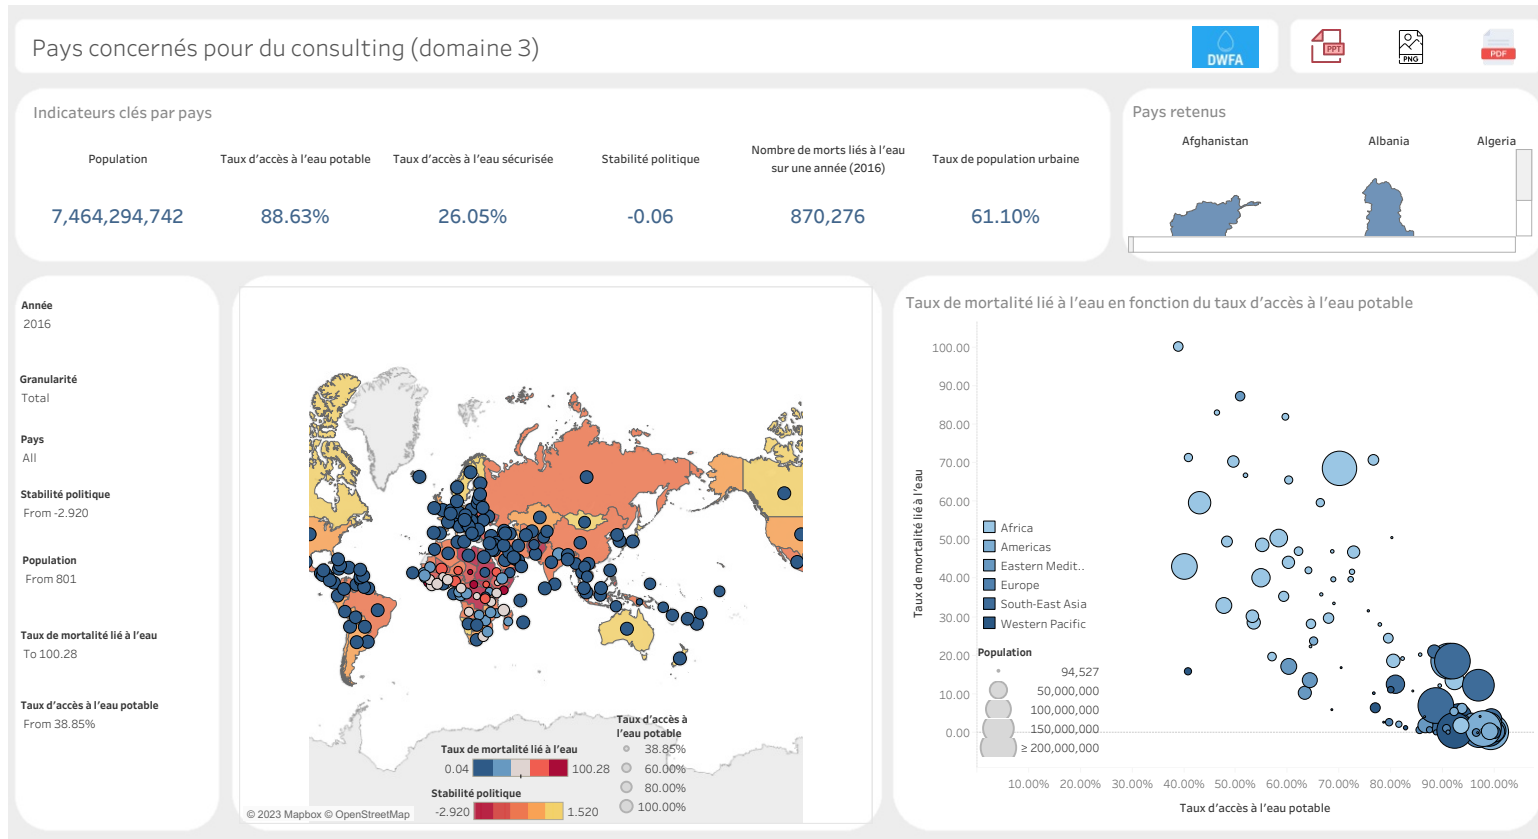 Pays concernés pour du consulting (domaine 3)
DWFA
PPT
PNG
PDF
Indicateurs clés par pays
Population
Taux d'accès à l'eau potable
Taux d'accès à l'eau sécurisée
Stabilité politique
Nombre de morts liés à l'eau
sur une année (2016)
Taux de population urbaine
7,464,294,742
88.63%
26.05%
-0.06
870,276
61.10%
Pays retenus
Afghanistan
Albania
Algeria
Année
2016
Granularité
Total
Pays
All
Stabilité politique
From -2.920
Population
From 801
Taux de mortalité lié à l'eau
To 100.28
Taux d'accès à l'eau potable
From 38.85%
Taux de mortalité lié à l'eau
0.04
100.28
Stabilité politique
-2.920
1.520
Taux d'accès à
l'eau potable
38.85%
60.00%
80.00%
100.00%
© 2023 Mapbox © OpenStreetMap
Taux de mortalité lié à l'eau en fonction du taux d'accès à l'eau potable
Taux de mortalité lié à l'eau
100.00
90.00
80.00
70.00
60.00
50.00
40.00
30.00
20.00
10.00
0.00
Africa
Americas
Eastern Medit..
Europe
South-East Asia
Western Pacific
Population
94,527
50,000,000
100,000,000
150,000,000
≥ 200,000,000
10.00%
20.00%
30.00%
40.00%
50.00%
60.00%
70.00%
80.00%
90.00%
100.00%
Taux d'accès à l'eau potable